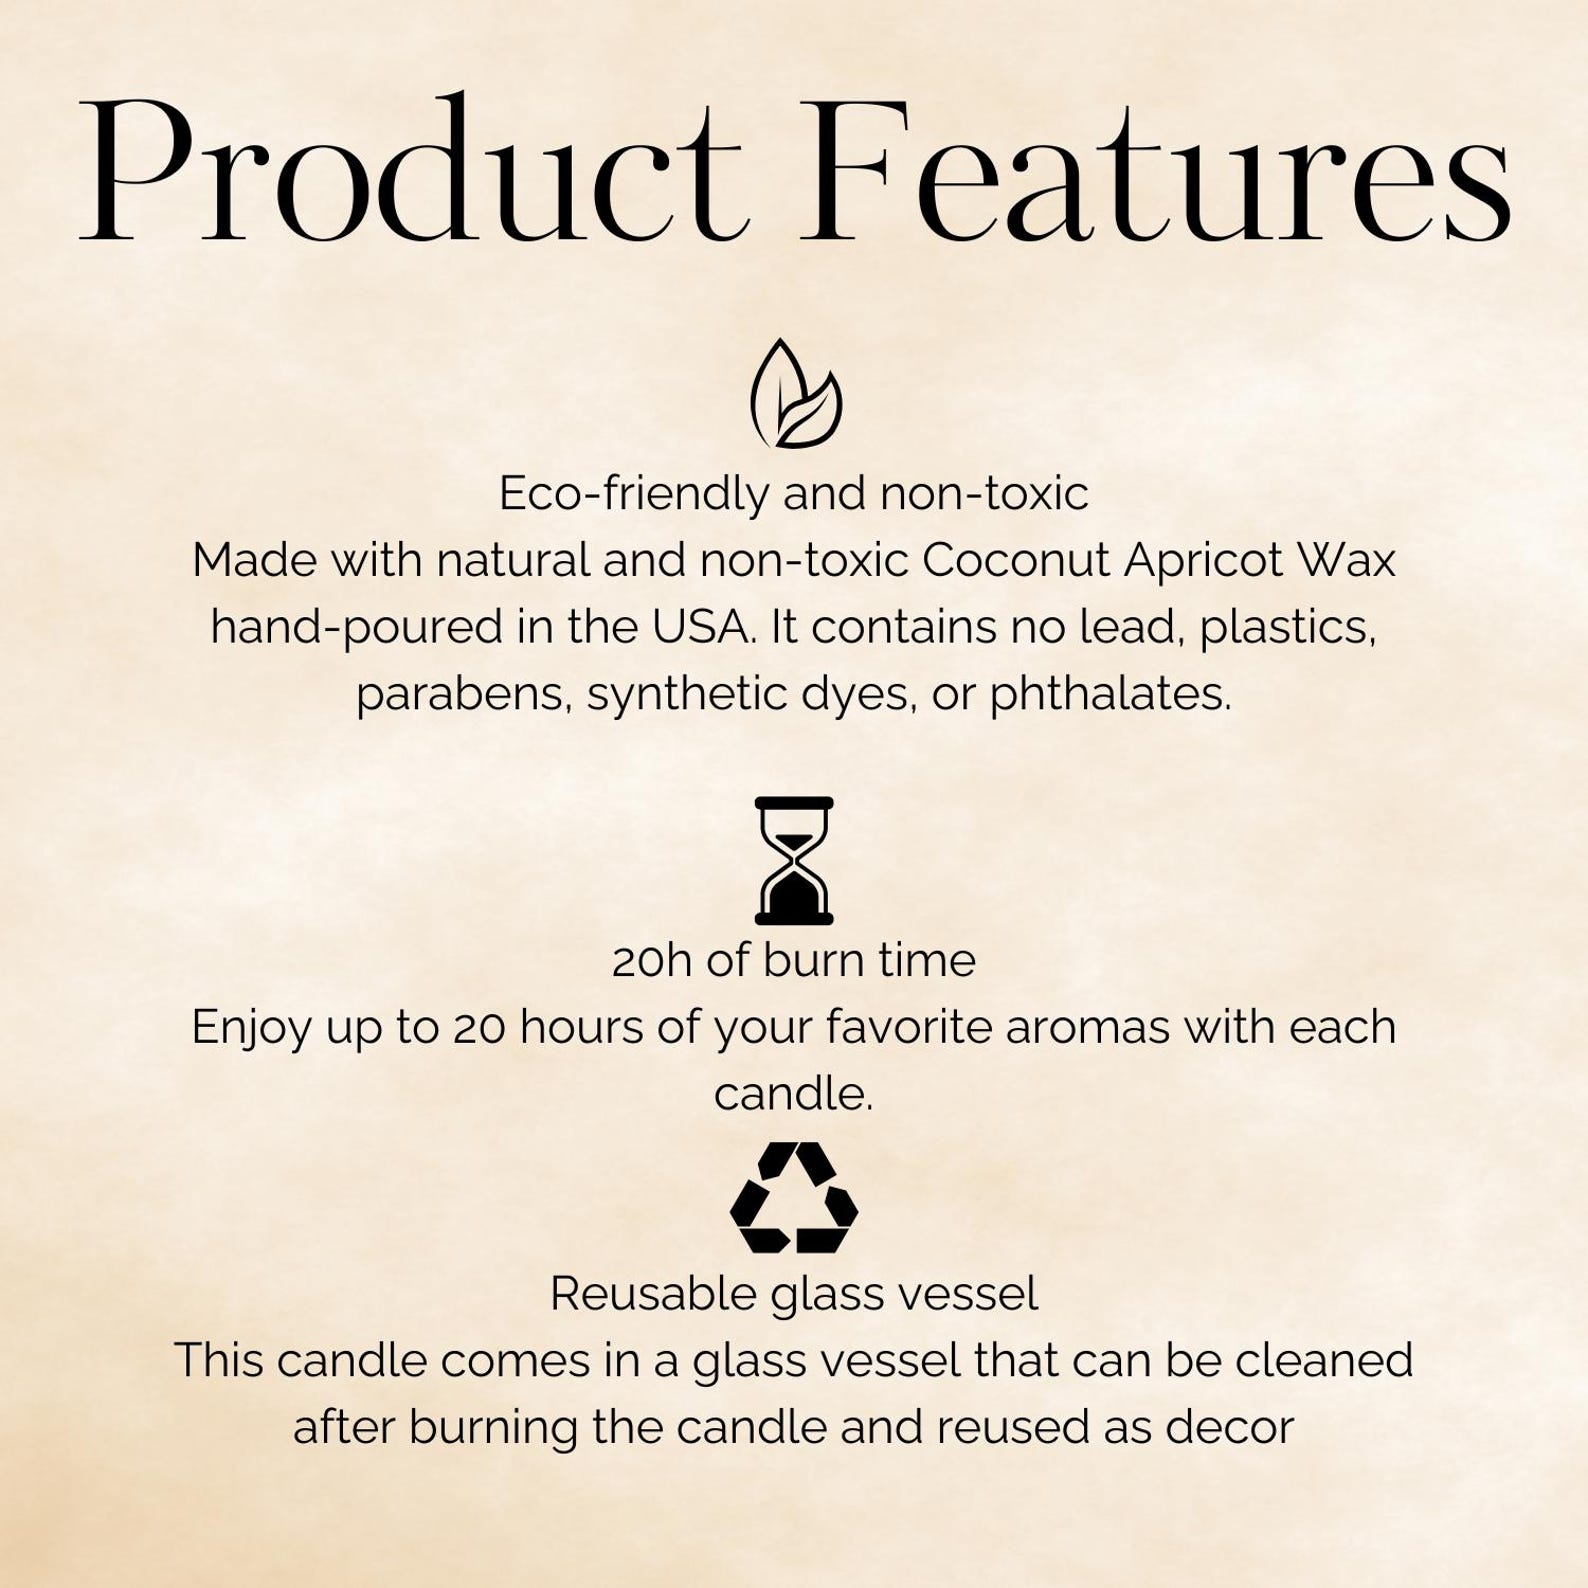 Product Features
Eco-friendly and non-toxic
Made with natural and non-toxic Coconut Apricot Wax
hand-poured in the USA. It contains no lead, plastics,
parabens, synthetic dyes, or phthalates.
20h of burn time
Enjoy up to 20 hours of your favorite aromas with each
candle.
Reusable glass vessel
This candle comes in a glass vessel that can be cleaned
after burning the candle and reused as decor